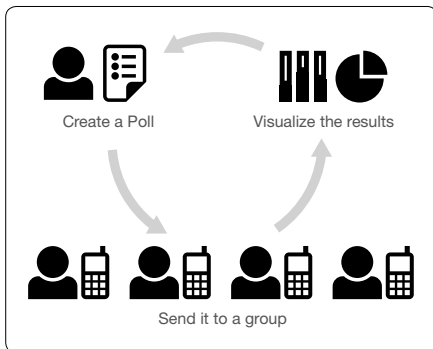 Create a Poll
Visualize the results
Send it to a group